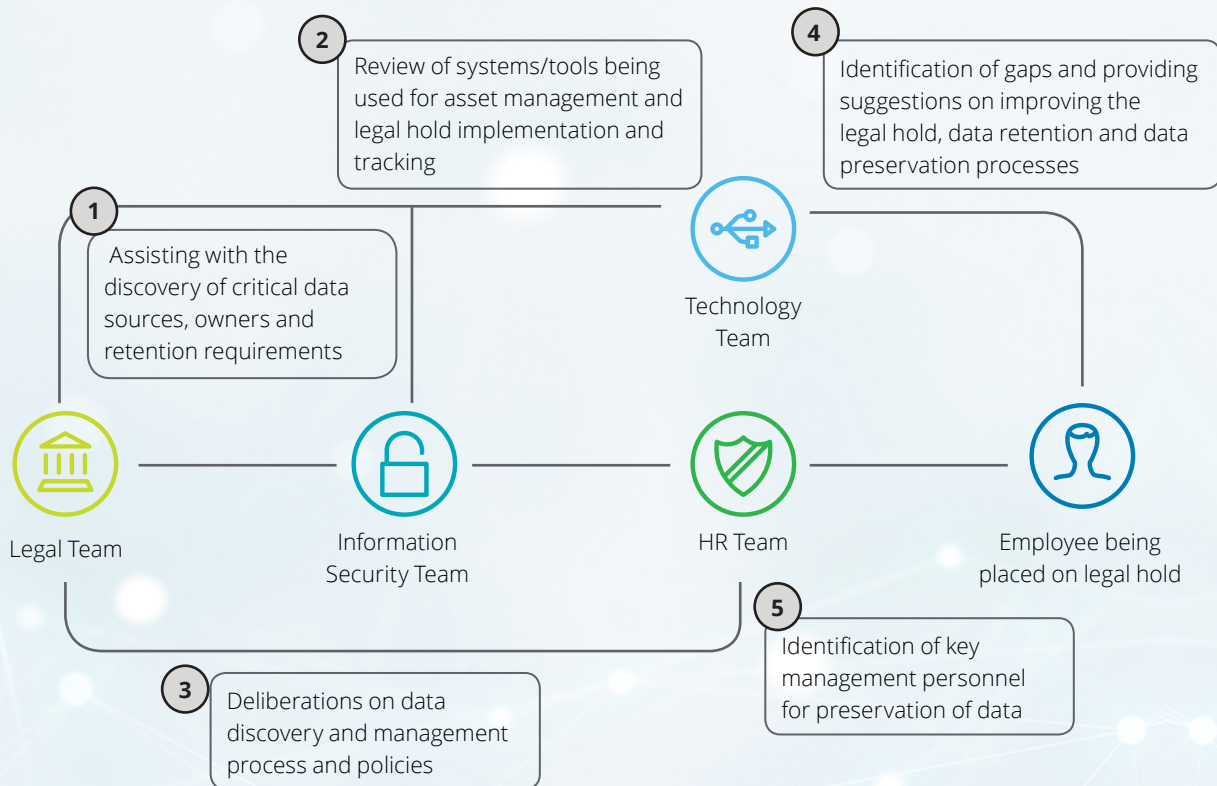 2
Review of systems/tools being
used for asset management and
legal hold implementation and
tracking
4
Identification of gaps and providing
suggestions on improving the
legal hold, data retention and data
preservation processes
1
Assisting with the
discovery of critical data
sources, owners and
retention requirements
Technology
Team
Legal Team
Information
Security Team
HR Team
Employee being
placed on legal hold
5
Identification of key
management personnel
for preservation of data
3
Deliberations on data
discovery and management
process and policies